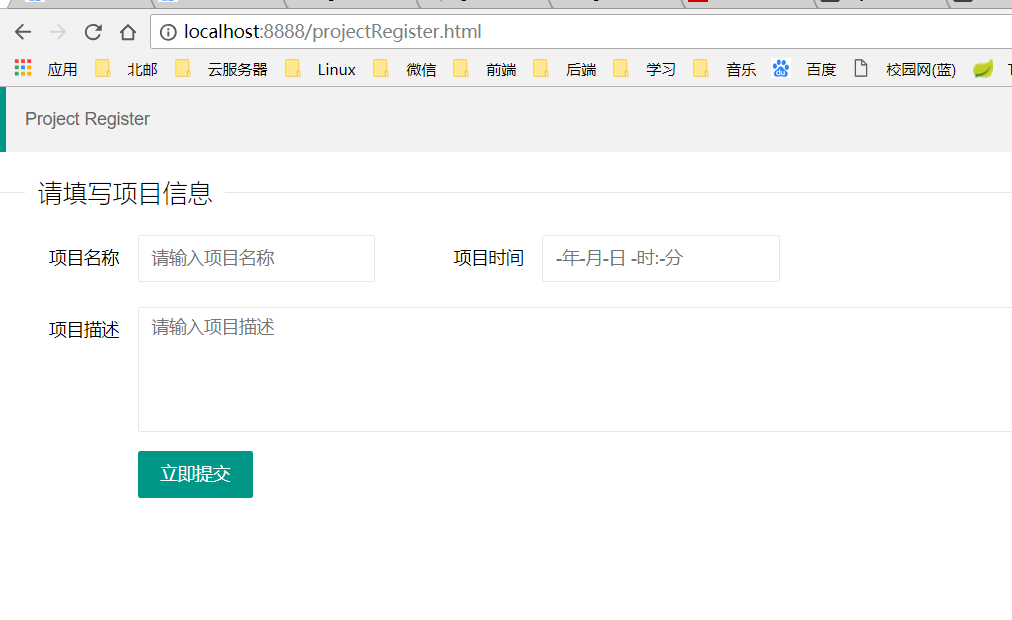 localhost:8888/projectRegister.html
应用 北邮 云服务器 Linux 微信 前端 后端 学习 音乐 百度 校园网(蓝)
Project Register
请填写项目信息
项目名称 请输入项目名称 项目时间 -年-月-日 -时:-分
项目描述 请输入项目描述
立即提交